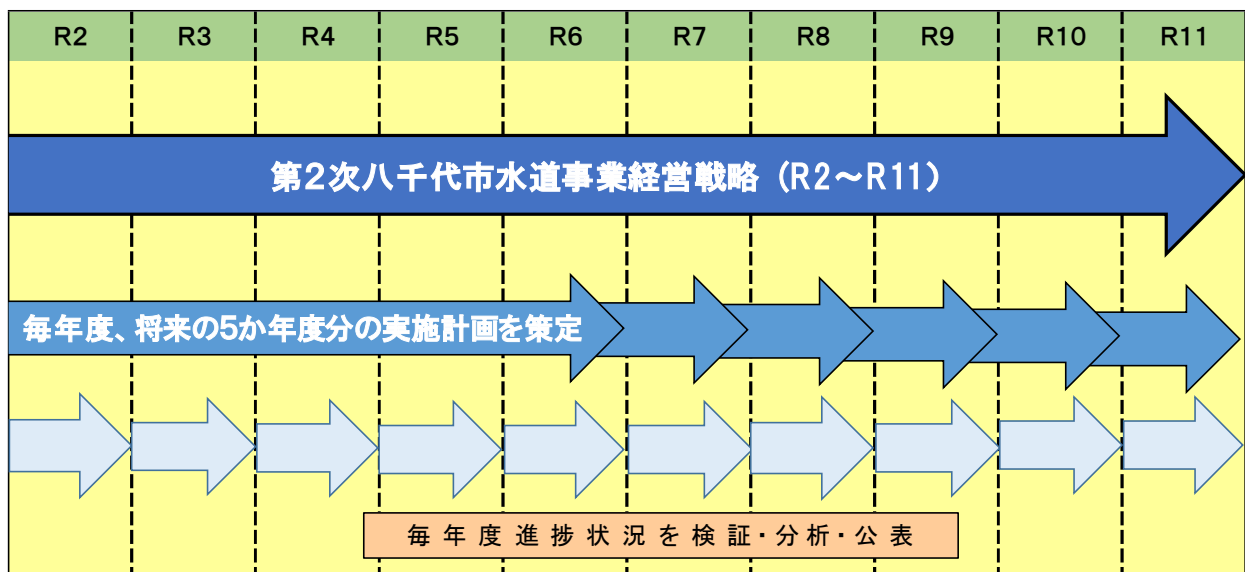 R2 R3 R4 R5 R6 R7 R8 R9 R10 R11
第2次八千代市水道事業経営戦略（R2～R11）
毎年度、将来の5か年度分の実施計画を策定
毎年度進捗状況を検証・分析・公表